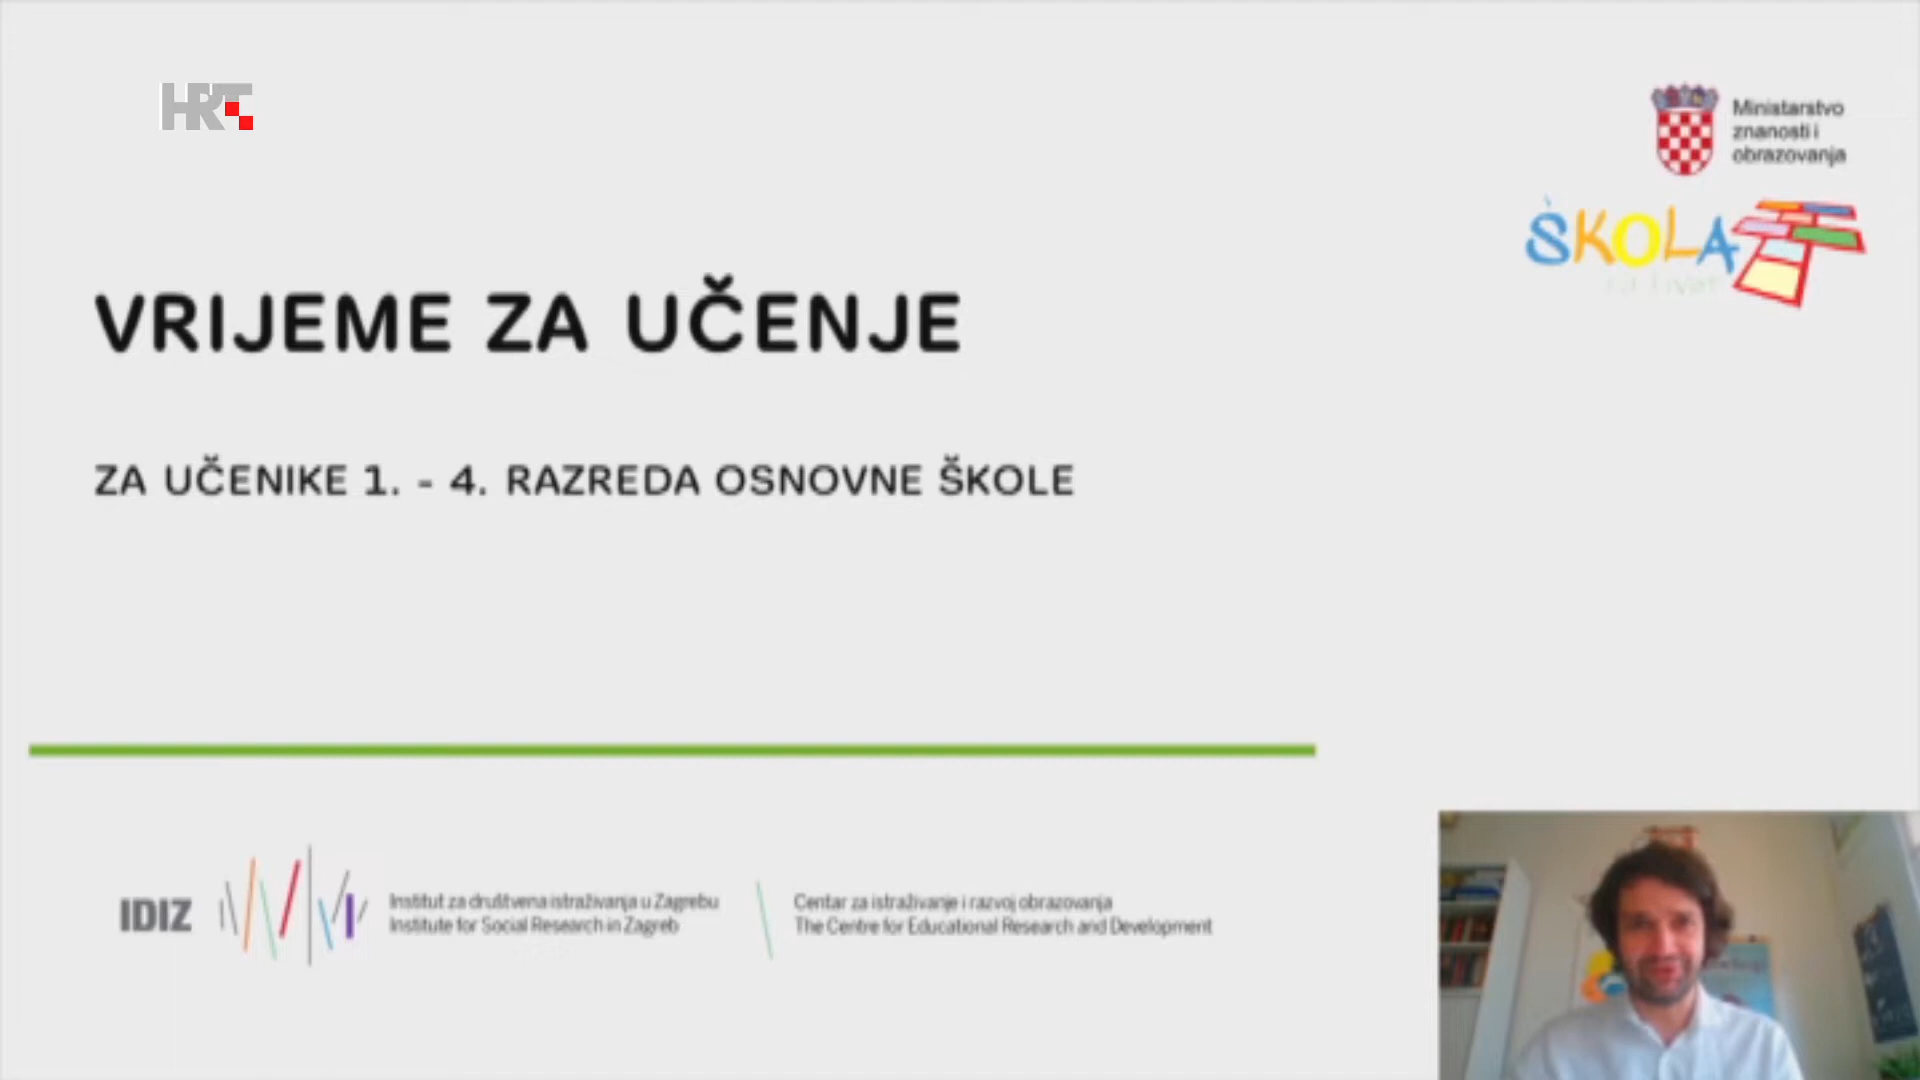 HRT
Ministarstvo
znanosti i
obrazovanja
ŠKOLA
VRIJEME ZA UČENJE
ZA UČENIKE 1. - 4. RAZREDA OSNOVNE ŠKOLE
IDIZ
Institut za društvena istraživanja u Zagrebu
Institute for Social Research in Zagreb
Centar za istraživanje i razvoj obrazovanja
The Centre for Educational Research and Development